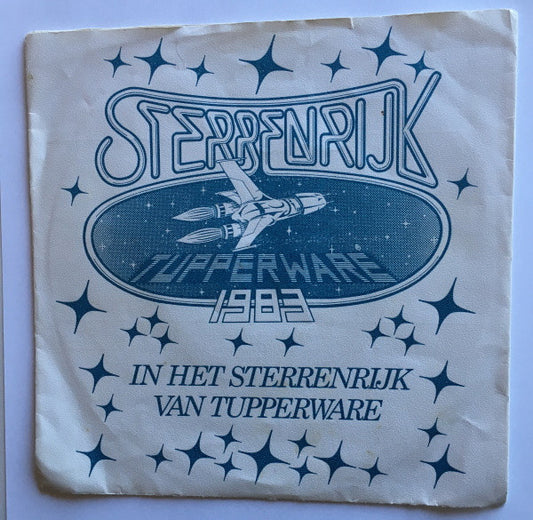 STERRENRIJK
TUPPERWARE
1983
IN HET STERRENRIJK
VAN TUPPERWARE